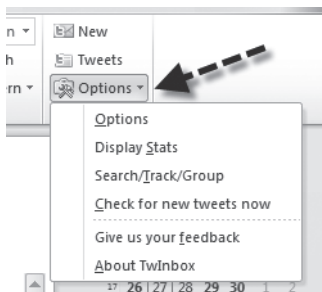 New
Tweets
Options
Options
Display Stats
Search/Track/Group
Check for new tweets now
Give us your feedback
About TwInbox
17 26 27 28 29 30 1 2